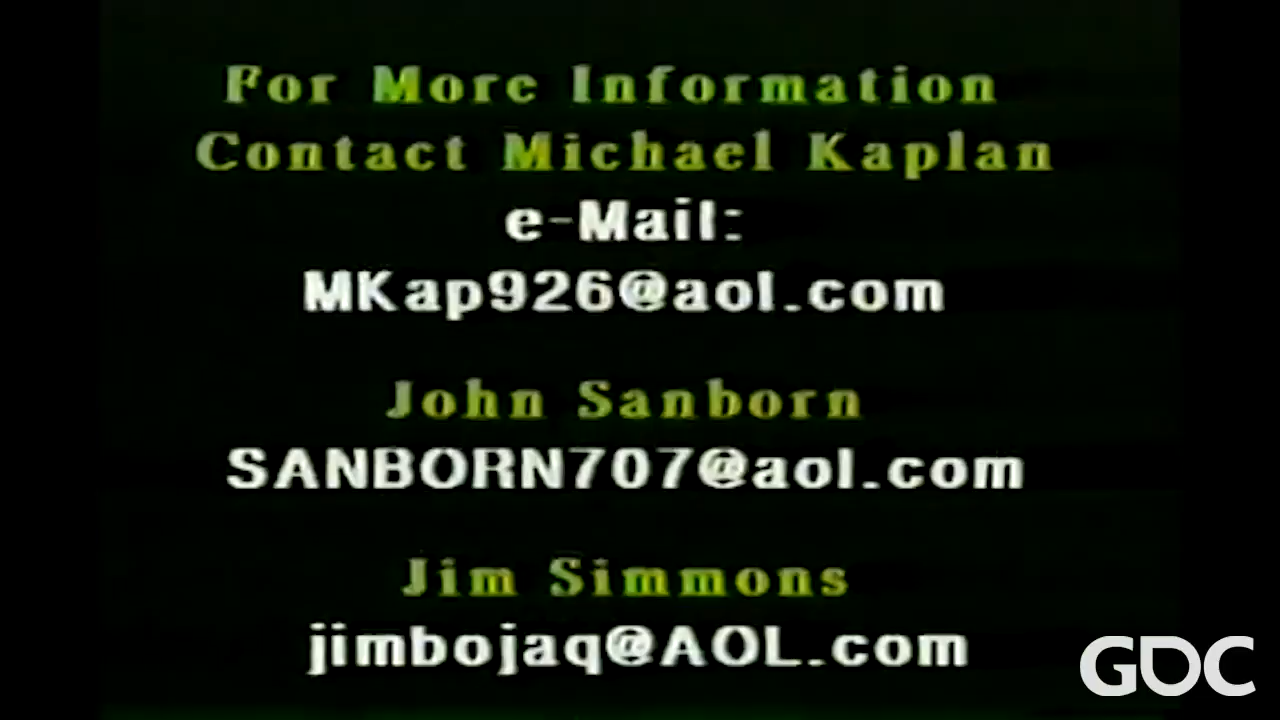 For More Information
Contact Michael Kaplan
e-Mail:
MKap926@aol.com
John Sanborn
SANBORN707@aol.com
Jim Simmons
jimbojaq@AOL.com
GDC